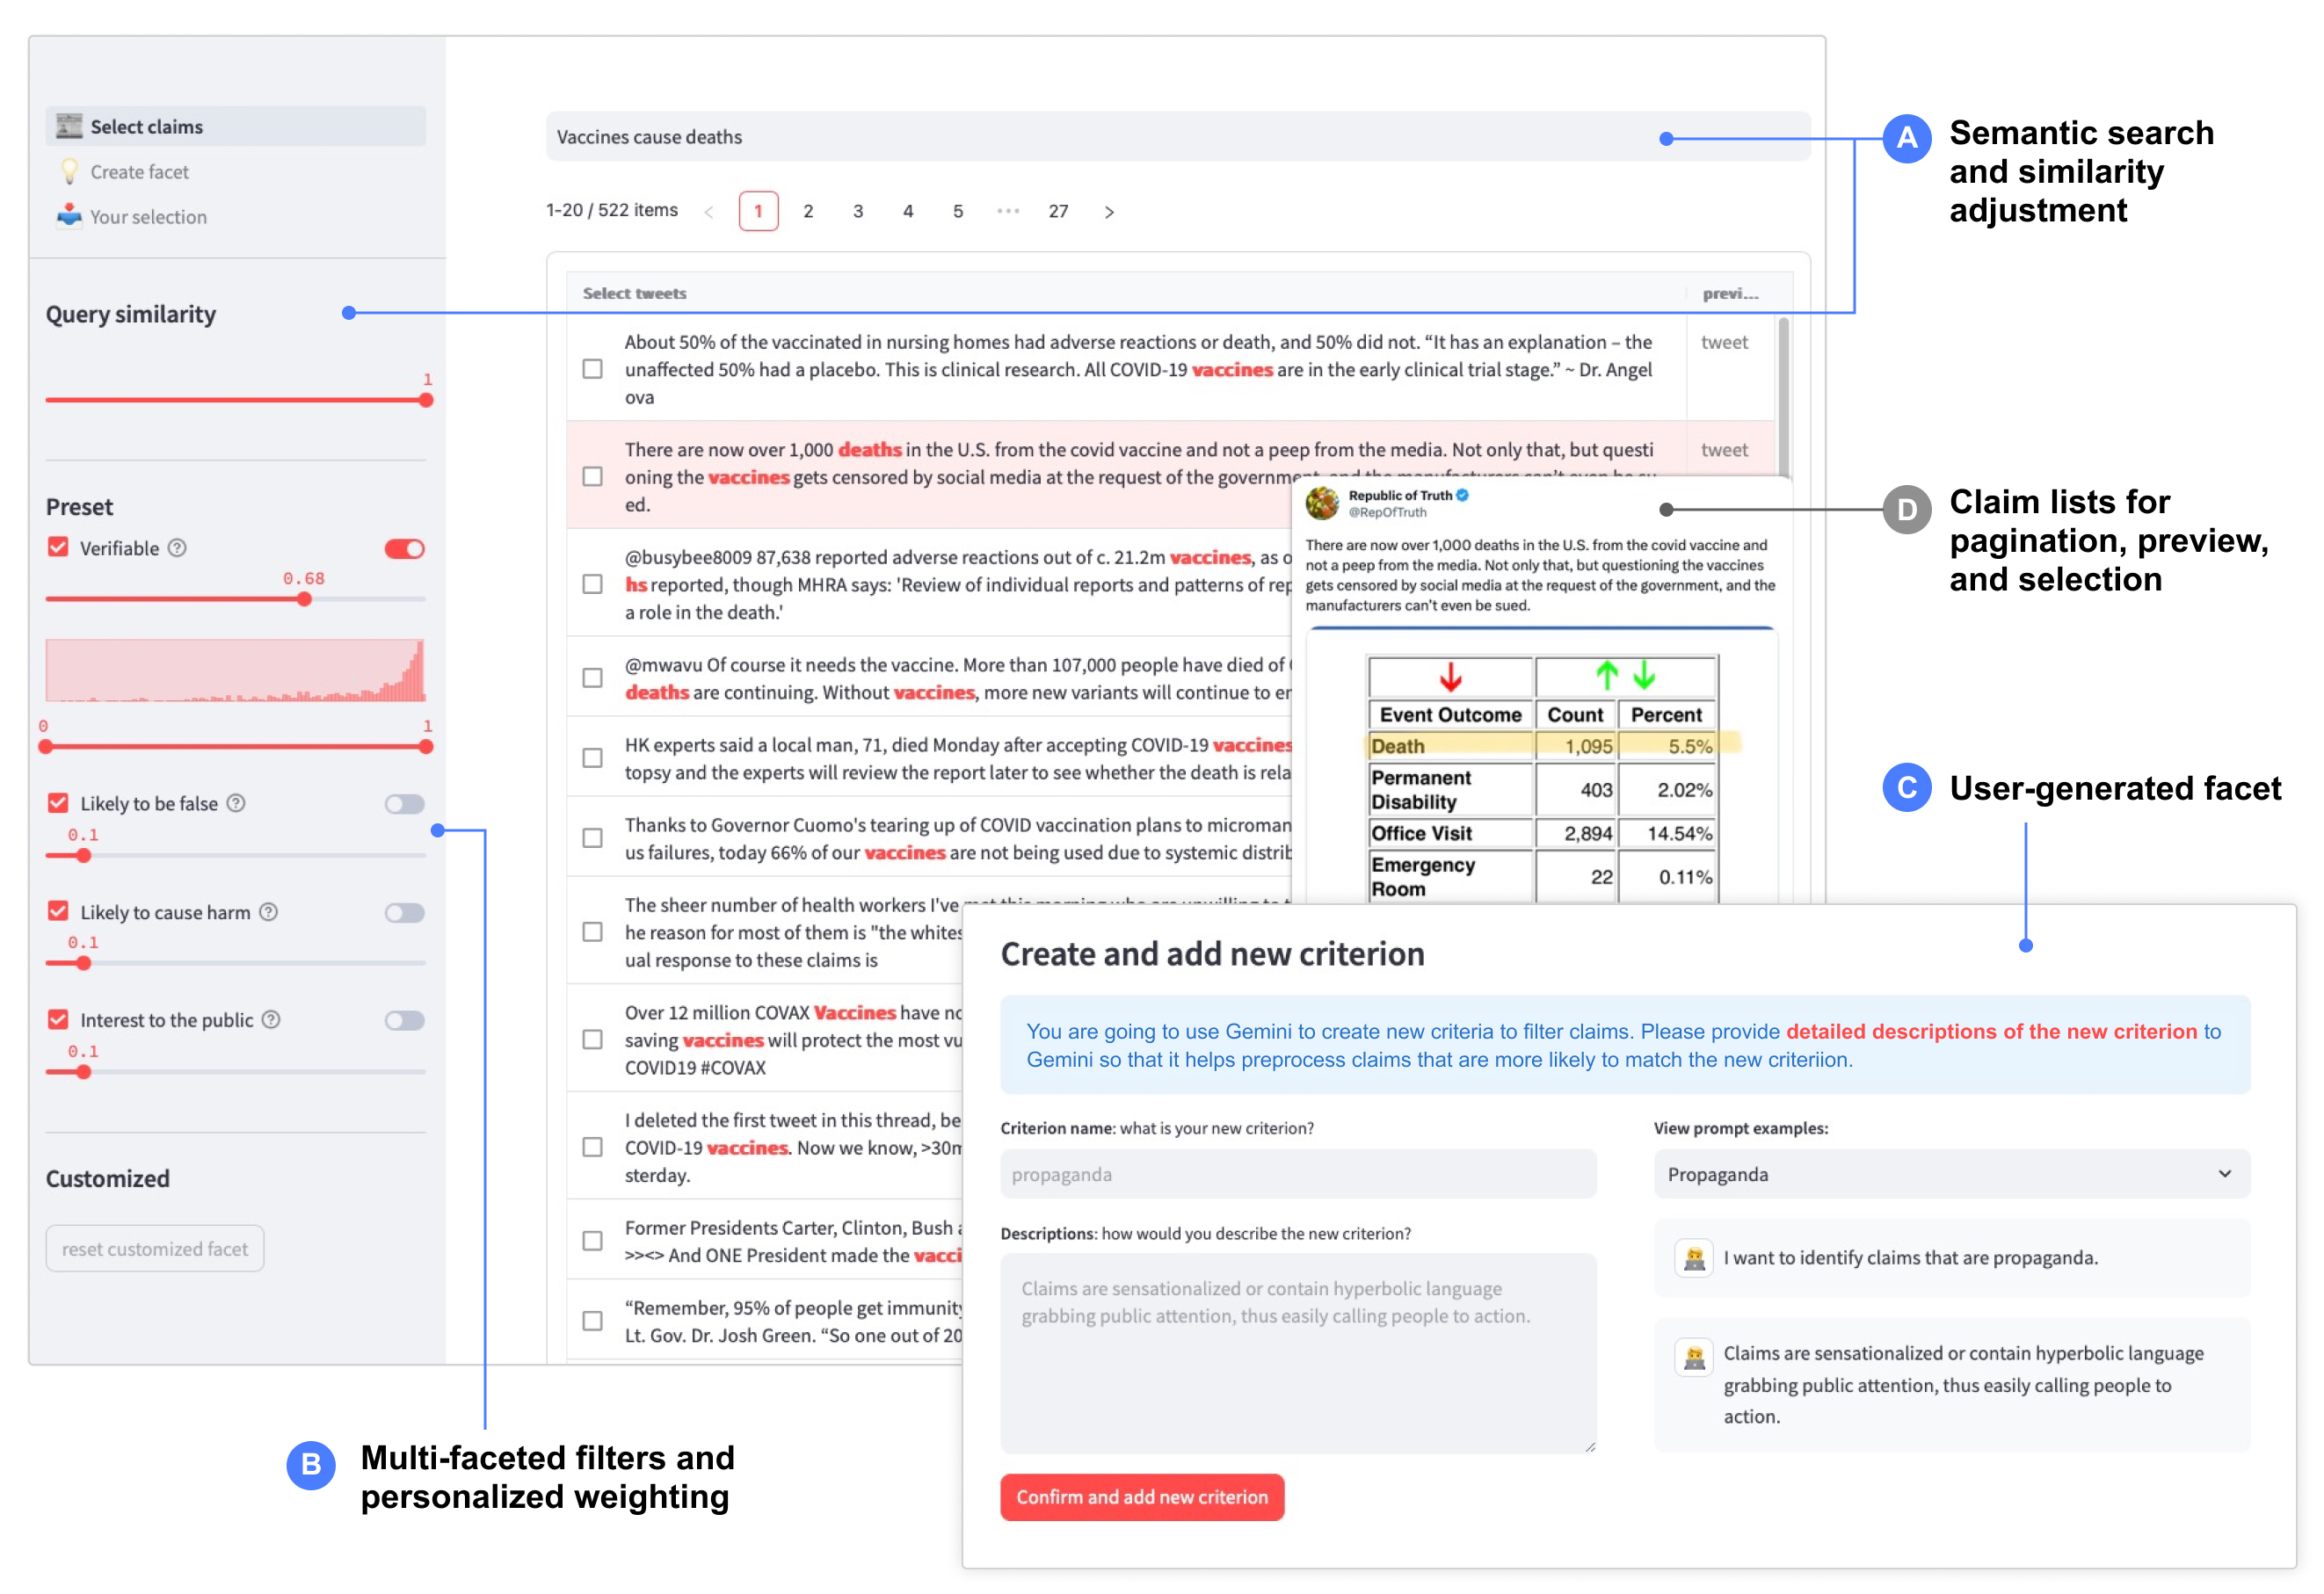 Select claims
Create facet
Your selection
Query similarity
1
Preset
Verifiable ?
0.68
0
1
Likely to be false ?
0.1
Likely to cause harm ?
0.1
Interest to the public ?
0.1
Customized
reset customized facet
Vaccines cause deaths
1-20 / 522 items < 1 2 3 4 5 ••• 27 >
Select tweets
previ...
About 50% of the vaccinated in nursing homes had adverse reactions or death, and 50% did not. “It has an explanation – the
unaffected 50% had a placebo. This is clinical research. All COVID-19 vaccines are in the early clinical trial stage.” ~ Dr. Angel
ova
tweet
There are now over 1,000 deaths in the U.S. from the covid vaccine and not a peep from the media. Not only that, but questi
oning the vaccines gets censored by social media at the request of the government, and the manufacturers can’t even be su
ed.
tweet
@busybee8009 87,638 reported adverse reactions out of c. 21.2m vaccines, as o
hs reported, though MHRA says: 'Review of individual reports and patterns of rep
a role in the death.'
@mwavu Of course it needs the vaccine. More than 107,000 people have died of
deaths are continuing. Without vaccines, more new variants will continue to
HK experts said a local man, 71, died Monday after accepting COVID-19 vaccines
topsy and the experts will review the report later to see whether the death is rela
Thanks to Governor Cuomo's tearing up of COVID vaccination plans to microman
us failures, today 66% of our vaccines are not being used due to systemic distrib
The sheer number of health workers I've met this morning who are unwilling to
he reason for most of them is "the whites
ual response to these claims is
Over 12 million COVAX Vaccines have
saving vaccines will protect the most vu
COVID19 #COVAX
I deleted the first tweet in this thread, be
COVID-19 vaccines. Now we know, >30m
sterday.
Former Presidents Carter, Clinton, Bush
>><> And ONE President made the vacci
“Remember, 95% of people get immunity
Lt. Gov. Dr. Josh Green. “So one out of 20
Republic of Truth
@RepOfTruth
There are now over 1,000 deaths in the U.S. from the covid vaccine and
not a peep from the media. Not only that, but questioning the vaccines
gets censored by social media at the request of the government, and the
manufacturers can't even be sued.
Event Outcome Count Percent
Death 1,095 5.5%
Permanent
Disability 403 2.02%
Office Visit 2,894 14.54%
Emergency
Room 22 0.11%
Create and add new criterion
You are going to use Gemini to create new criteria to filter claims. Please provide detailed descriptions of the new criterion to
Gemini so that it helps preprocess claims that are more likely to match the new criteriion.
Criterion name: what is your new criterion?
propaganda
Descriptions: how would you describe the new criterion?
Claims are sensationalized or contain hyperbolic language
grabbing public attention, thus easily calling people to action.
Confirm and add new criterion
View prompt examples:
Propaganda
I want to identify claims that are propaganda.
Claims are sensationalized or contain hyperbolic language
grabbing public attention, thus easily calling people to
action.
A
Semantic search
and similarity
adjustment
D
Claim lists for
pagination, preview,
and selection
C
User-generated facet
B
Multi-faceted filters and
personalized weighting